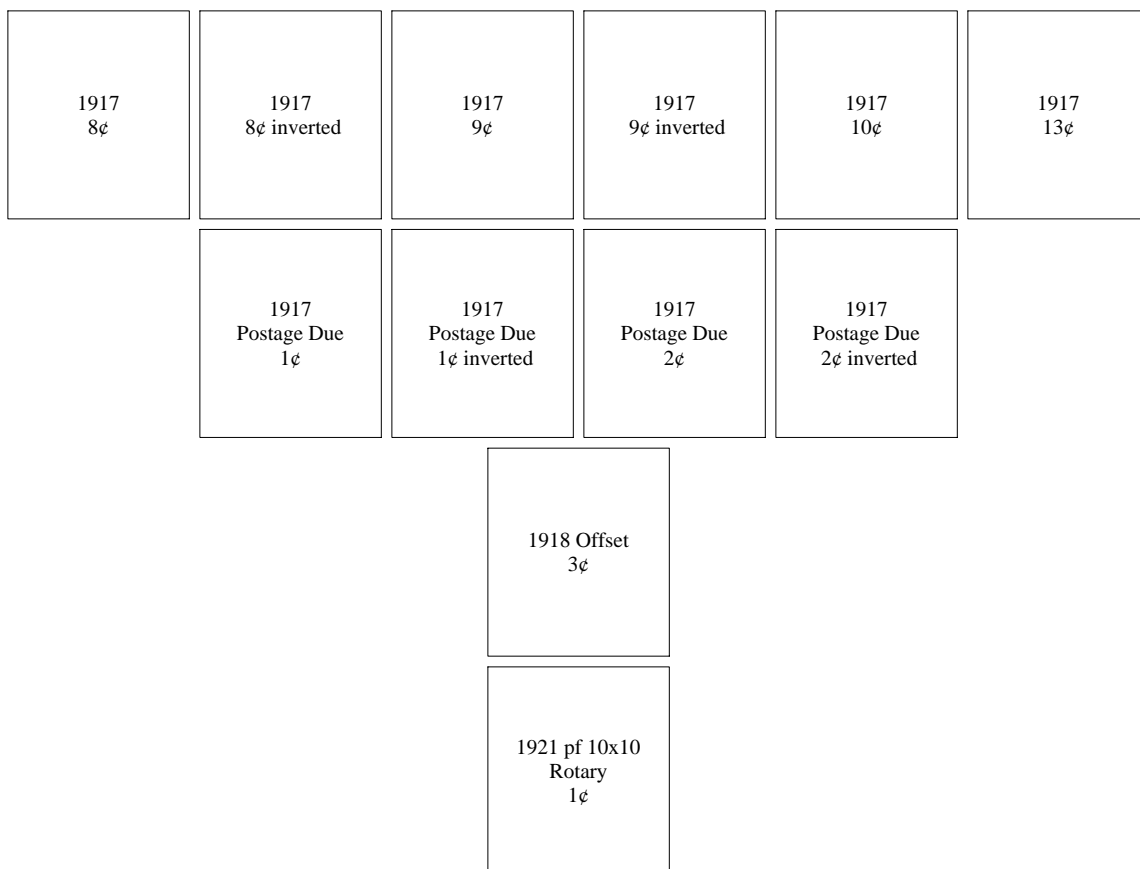 1917
8¢
1917
8¢ inverted
1917
9¢
1917
9¢ inverted
1917
10¢
1917
13¢
1917
Postage Due
1¢
1917
Postage Due
1¢ inverted
1917
Postage Due
2¢
1917
Postage Due
2¢ inverted
1918 Offset
3¢
1921 pf 10x10
Rotary
1¢